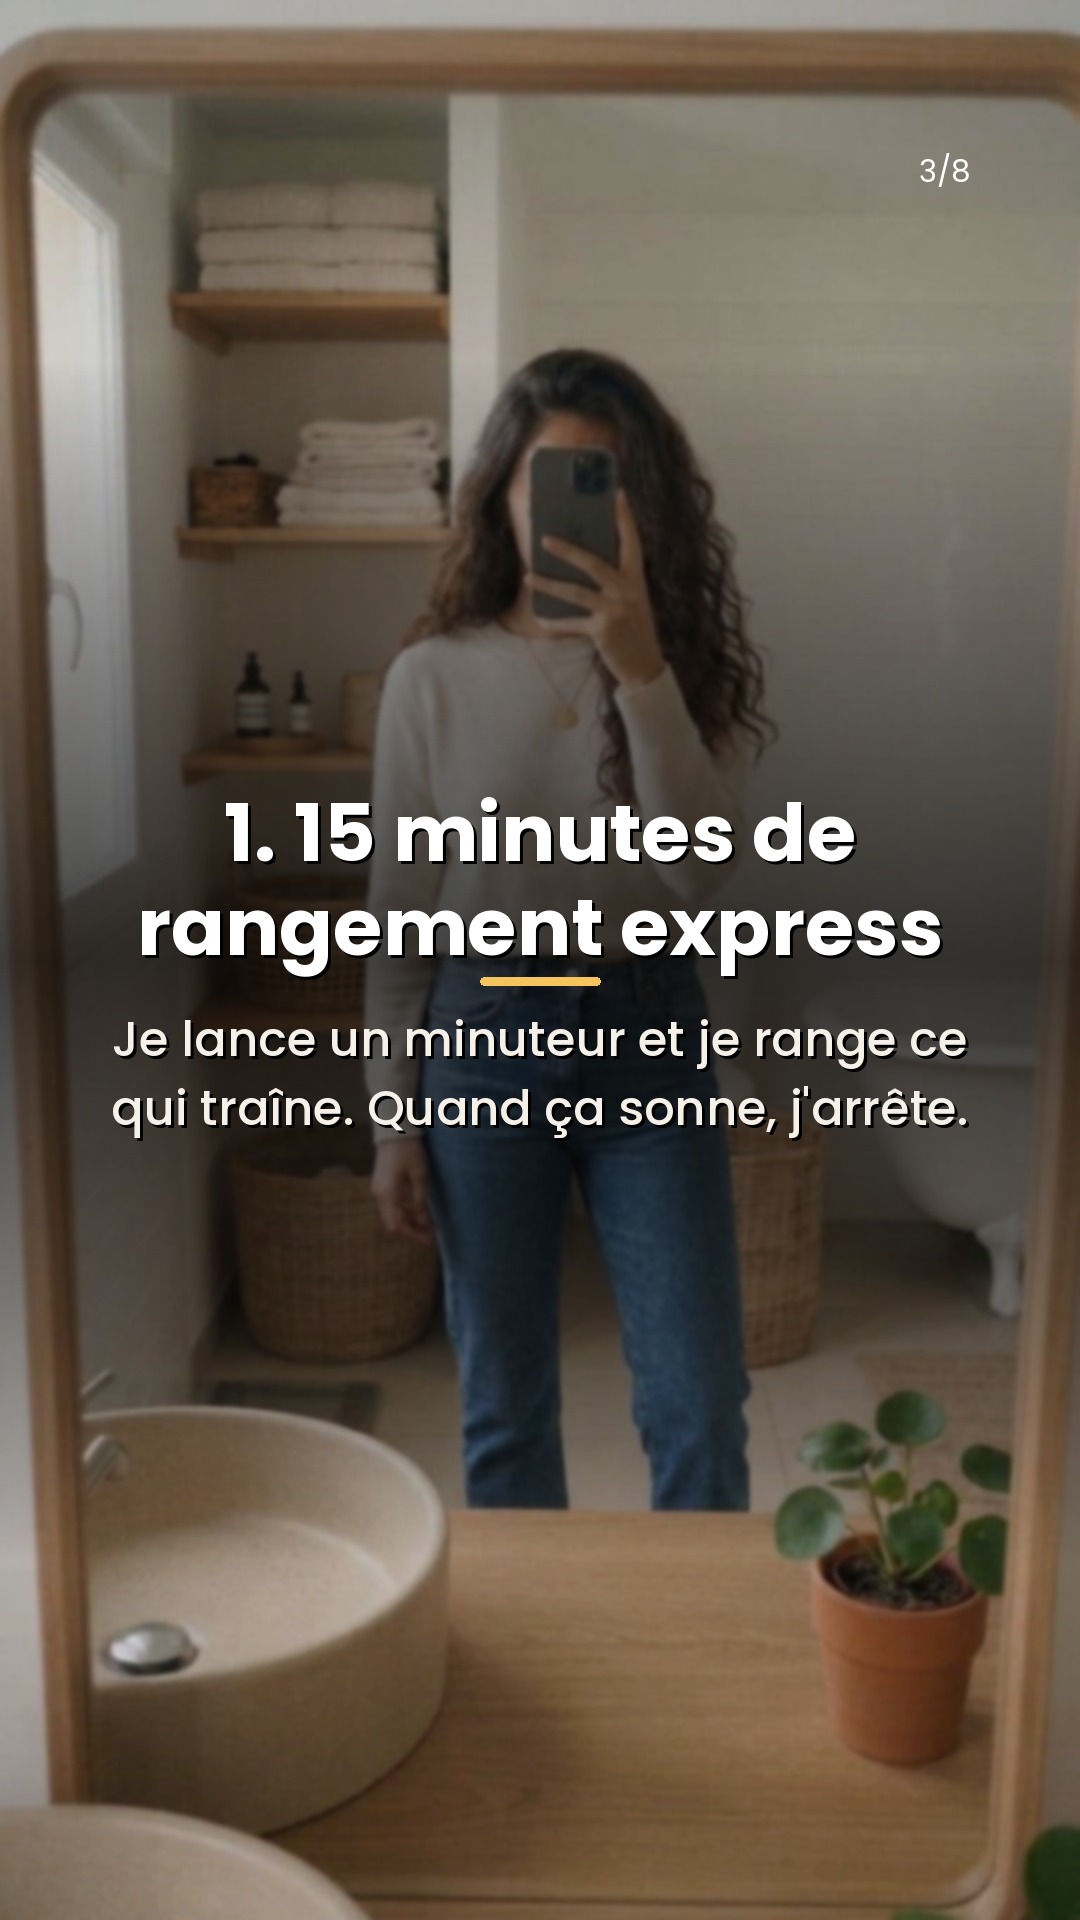 3/8
1. 15 minutes de
rangement express
Je lance un minuteur et je range ce
qui traîne. Quand ça sonne, j'arrête.